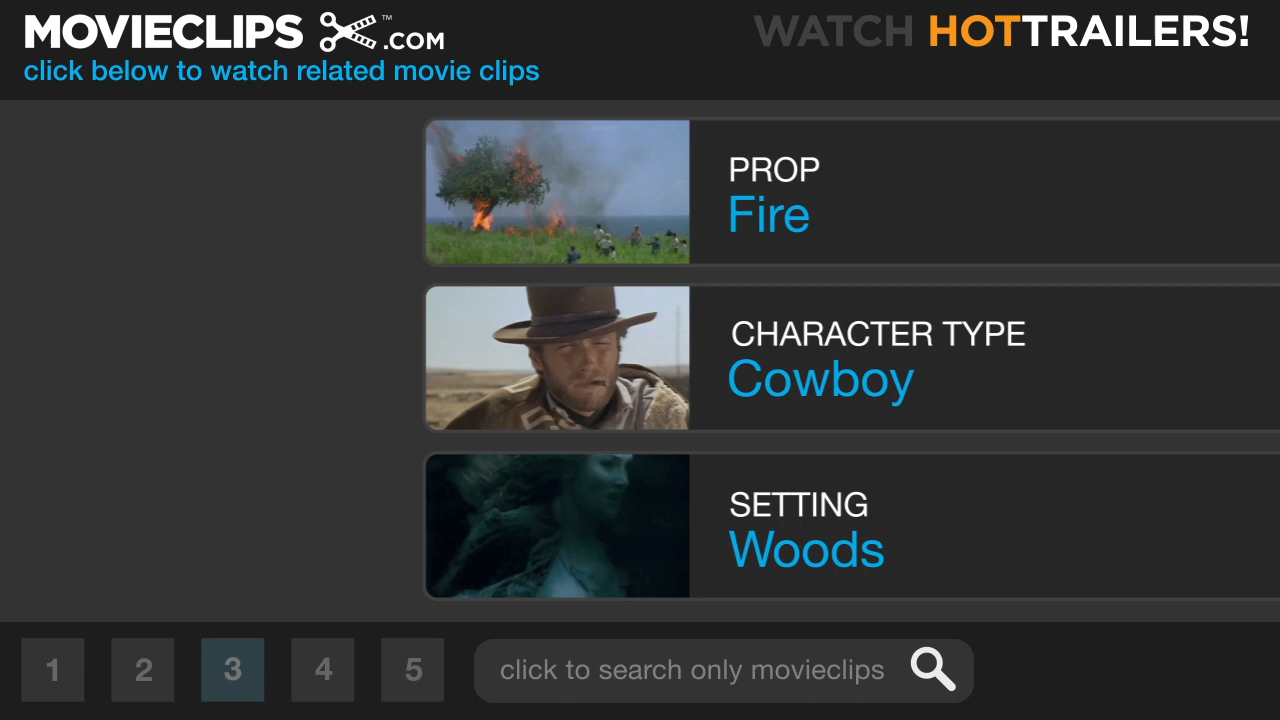 MOVIECLIPS ™ .COM
click below to watch related movie clips
WATCH HOTTRAILERS!
PROP
Fire
CHARACTER TYPE
Cowboy
SETTING
Woods
1 2 3 4 5
click to search only movieclips